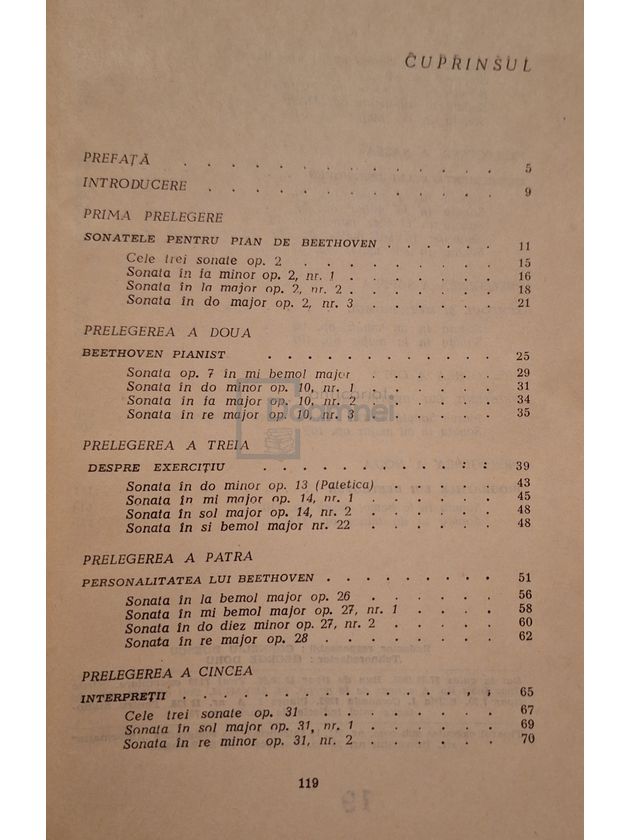 CUPRINSUL
PREFAȚĂ . . . . . . . . . . . . . 5
INTRODUCERE . . . . . . . . . . . . 9
PRIMA PRELEGERE
SONATELE PENTRU PIAN DE BEETHOVEN . . . . . . 11
Cele trei sonate op. 2 . . . . . . . . . 15
Sonata în fa minor op. 2, nr. 1 . . . . . . 16
Sonata în la major op. 2, nr. 2 . . . . . . 18
Sonata în do major op. 2, nr. 3 . . . . . . 21
PRELEGEREA A DOUA
BEETHOVEN PIANIST . . . . . . . . . . 25
Sonata op. 7 în mi bemol major . . . . . . 29
Sonata în do minor op. 10, nr. 1 . . . . . . 31
Sonata în fa major op. 10, nr. 2 . . . . . . 34
Sonata în re major op. 10, nr. 3 . . . . . . 35
PRELEGEREA A TREIA
DESPRE EXERCIȚIU . . . . . . . . . . 39
Sonata în do minor op. 13 (Patetica) . . . . . 43
Sonata în mi major op. 14, nr. 1 . . . . . . 45
Sonata în sol major op. 14, nr. 2 . . . . . . 48
Sonata în si bemol major nr. 22 . . . . . . 48
PRELEGEREA A PATRA
PERSONALITATEA LUI BEETHOVEN . . . . . . . . 51
Sonata în la bemol major op. 26 . . . . . . 56
Sonata în mi bemol major op. 27, nr. 1 . . . . 58
Sonata în do diez minor op. 27, nr. 2 . . . . . 60
Sonata în re major op. 28 . . . . . . . . 62
PRELEGEREA A CINCEA
INTERPREȚII . . . . . . . . . . . . . 65
Cele trei sonate op. 31 . . . . . . . . 67
Sonata în sol major op. 31, nr. 1 . . . . . . 69
Sonata în re minor op. 31, nr. 2 . . . . . . 70
119